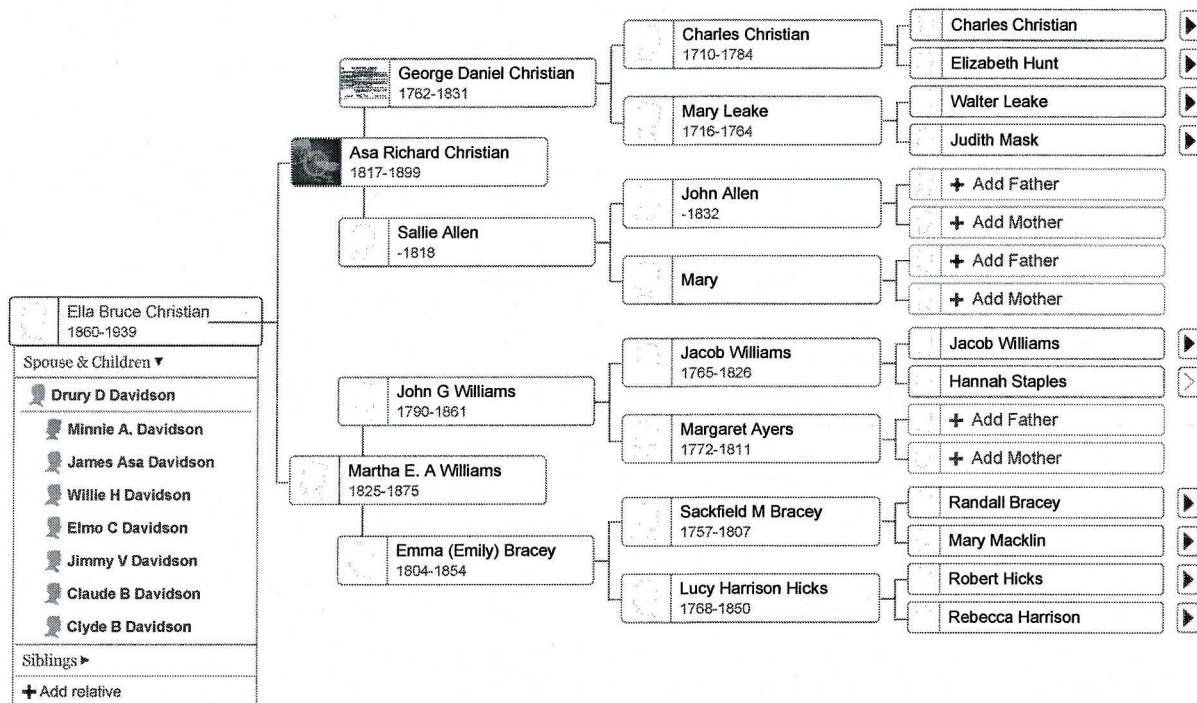 Ella Bruce Christian
1860-1939
Spouse & Children ▼
Drury D Davidson
Minnie A. Davidson
James Asa Davidson
Willie H Davidson
Elmo C Davidson
Jimmy V Davidson
Claude B Davidson
Clyde B Davidson
Siblings ►
+ Add relative
Asa Richard Christian
1817-1899
Martha E. A Williams
1825-1875
George Daniel Christian
1762-1831
Sallie Allen
-1818
John G Williams
1790-1861
Emma (Emily) Bracey
1804-1854
Charles Christian
1710-1784
Mary Leake
1716-1764
John Allen
-1832
Mary
Jacob Williams
1765-1826
Margaret Ayers
1772-1811
Sackfield M Bracey
1757-1807
Lucy Harrison Hicks
1768-1850
Charles Christian
Elizabeth Hunt
Walter Leake
Judith Mask
+ Add Father
+ Add Mother
+ Add Father
+ Add Mother
Jacob Williams
Hannah Staples
+ Add Father
+ Add Mother
Randall Bracey
Mary Macklin
Robert Hicks
Rebecca Harrison